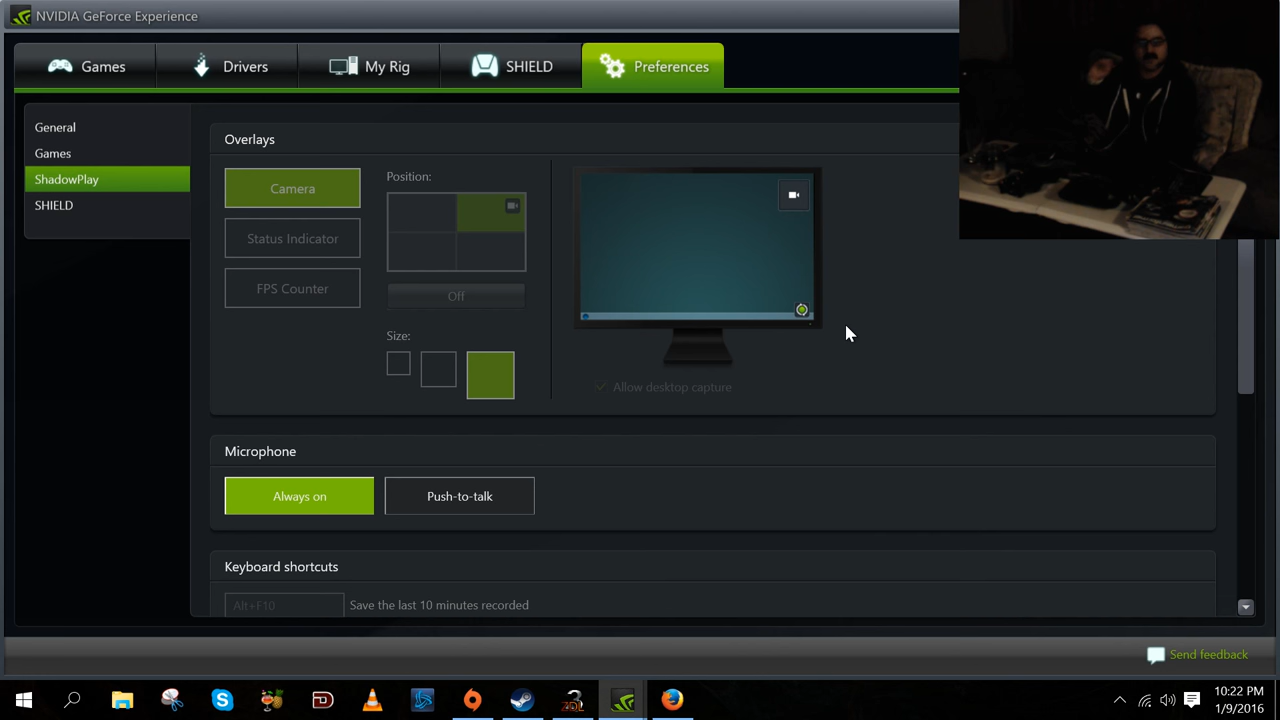 NVIDIA GeForce Experience
Games
Drivers
My Rig
SHIELD
Preferences
General
Games
ShadowPlay
SHIELD
Overlays
Camera
Status Indicator
FPS Counter
Position:
Off
Size:
Allow desktop capture
Microphone
Always on
Push-to-talk
Keyboard shortcuts
Alt+F10
Save the last 10 minutes recorded
Send feedback
10:22 PM
1/9/2016